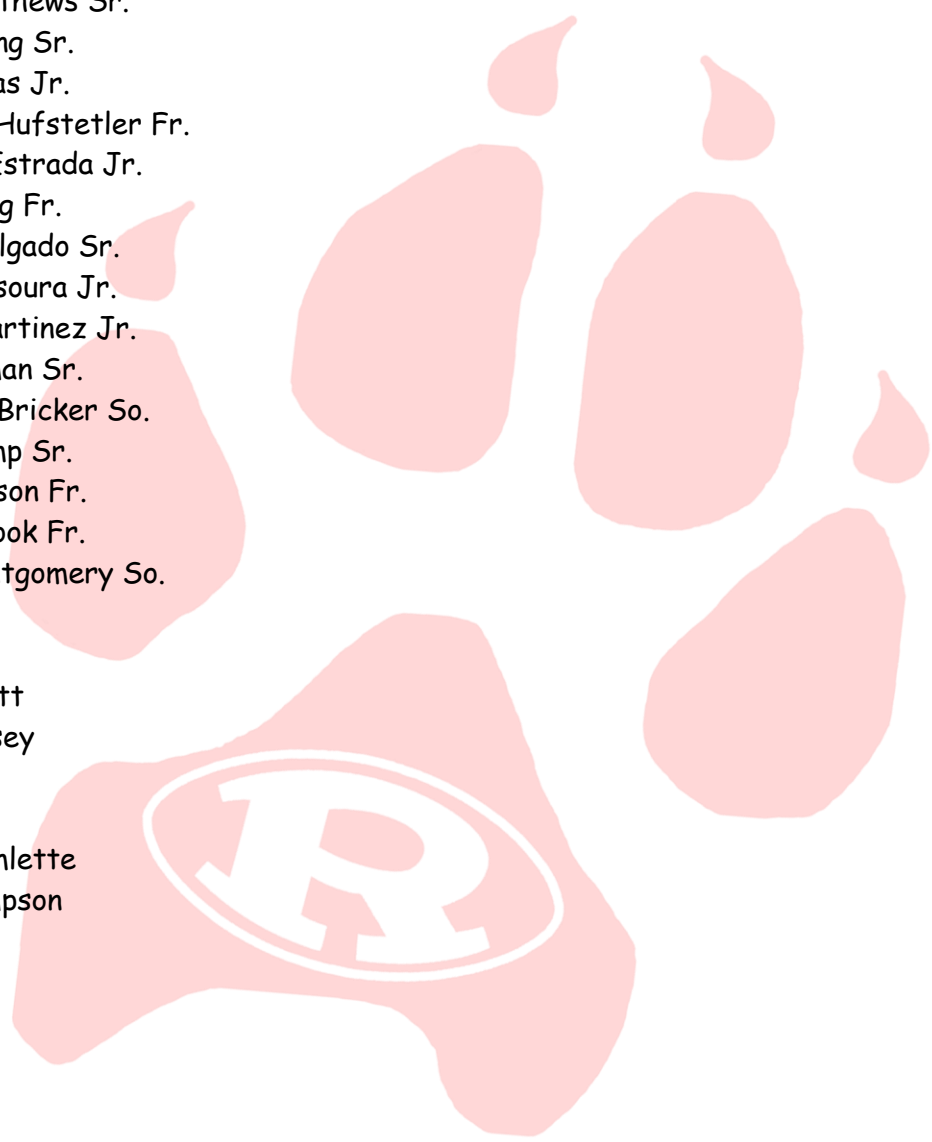 thews Sr.
ng Sr.
as Jr.
Hufstetler Fr.
Estrada Jr.
g Fr.
lgado Sr.
soura Jr.
artinez Jr.
an Sr.
Bricker So.
mp Sr.
son Fr.
ook Fr.
tgomery So.
tt
sey
nlette
pson
R